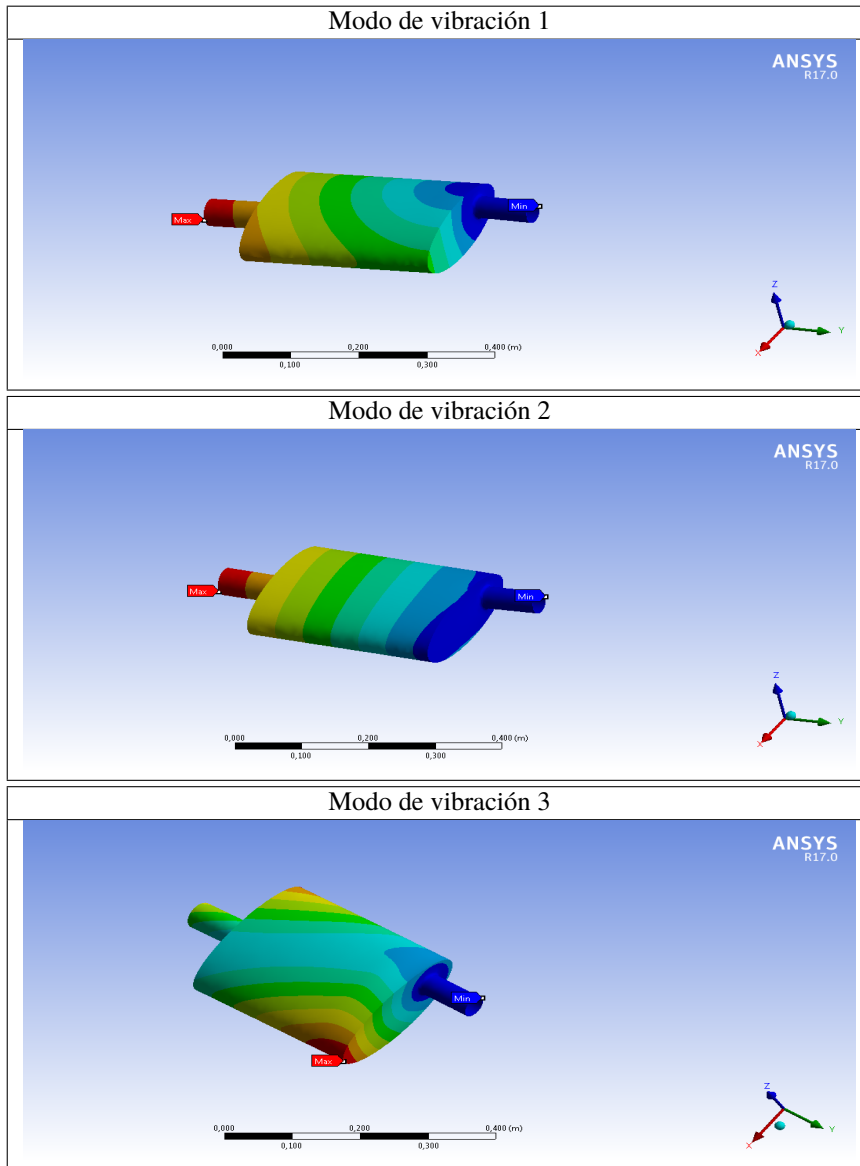 Modo de vibración 1
ANSYS
R17.0
Max
Min
Z
Y
X
0,000 0,200 0,400 (m)
0,100 0,300
Modo de vibración 2
ANSYS
R17.0
Max
Min
Z
Y
X
0,000 0,200 0,400 (m)
0,100 0,300
Modo de vibración 3
ANSYS
R17.0
Min
Max
Z
Y
X
0,000 0,200 0,400 (m)
0,100 0,300